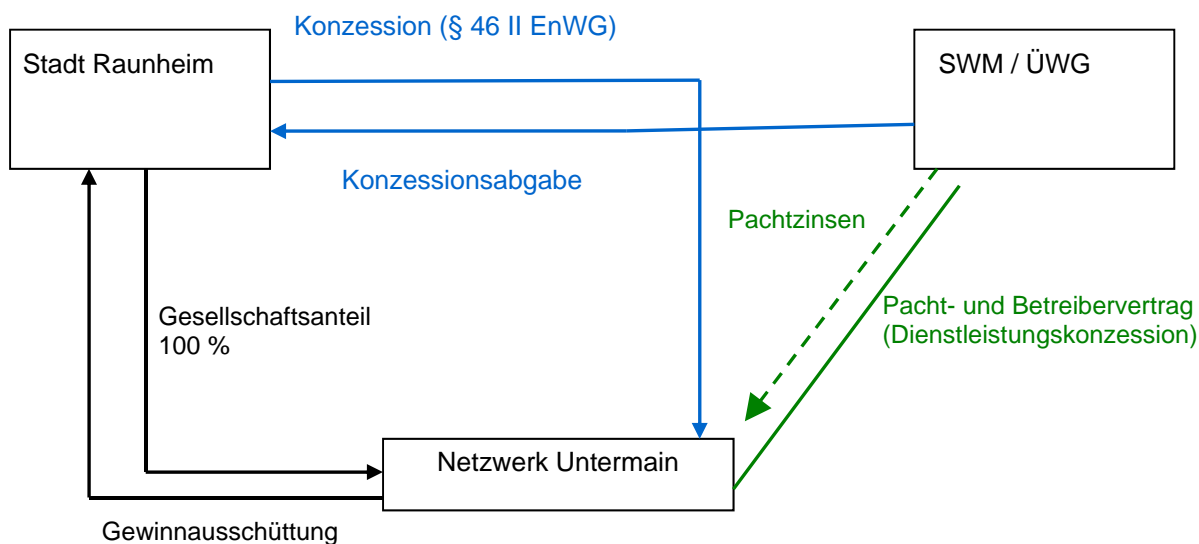 Konzession (§ 46 II EnWG)
Stadt Raunheim
SWM / ÜWG
Konzessionsabgabe
Pachtzinsen
Gesellschaftsanteil
100 %
Pacht- und Betreibervertrag
(Dienstleistungskonzession)
Netzwerk Untermain
Gewinnausschüttung